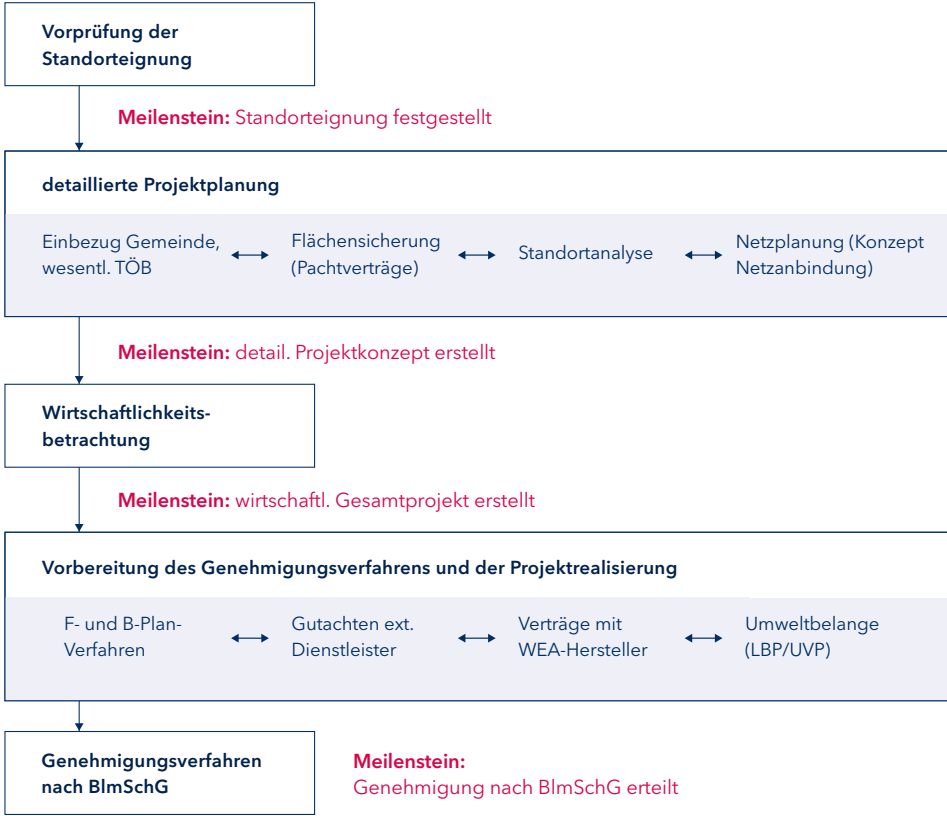 Vorprüfung der
Standorteignung
Meilenstein: Standorteignung festgestellt
detaillierte Projektplanung
Einbezug Gemeinde,
wesentl. TÖB
Flächensicherung
(Pachtverträge)
Standortanalyse
Netzplanung (Konzept
Netzanbindung)
Meilenstein: detail. Projektkonzept erstellt
Wirtschaftlichkeits-
betrachtung
Meilenstein: wirtschaftl. Gesamtprojekt erstellt
Vorbereitung des Genehmigungsverfahrens und der Projektrealisierung
F- und B-Plan-
Verfahren
Gutachten ext.
Dienstleister
Verträge mit
WEA-Hersteller
Umweltbelange
(LBP/UVP)
Genehmigungsverfahren
nach BlmSchG
Meilenstein:
Genehmigung nach BlmSchG erteilt